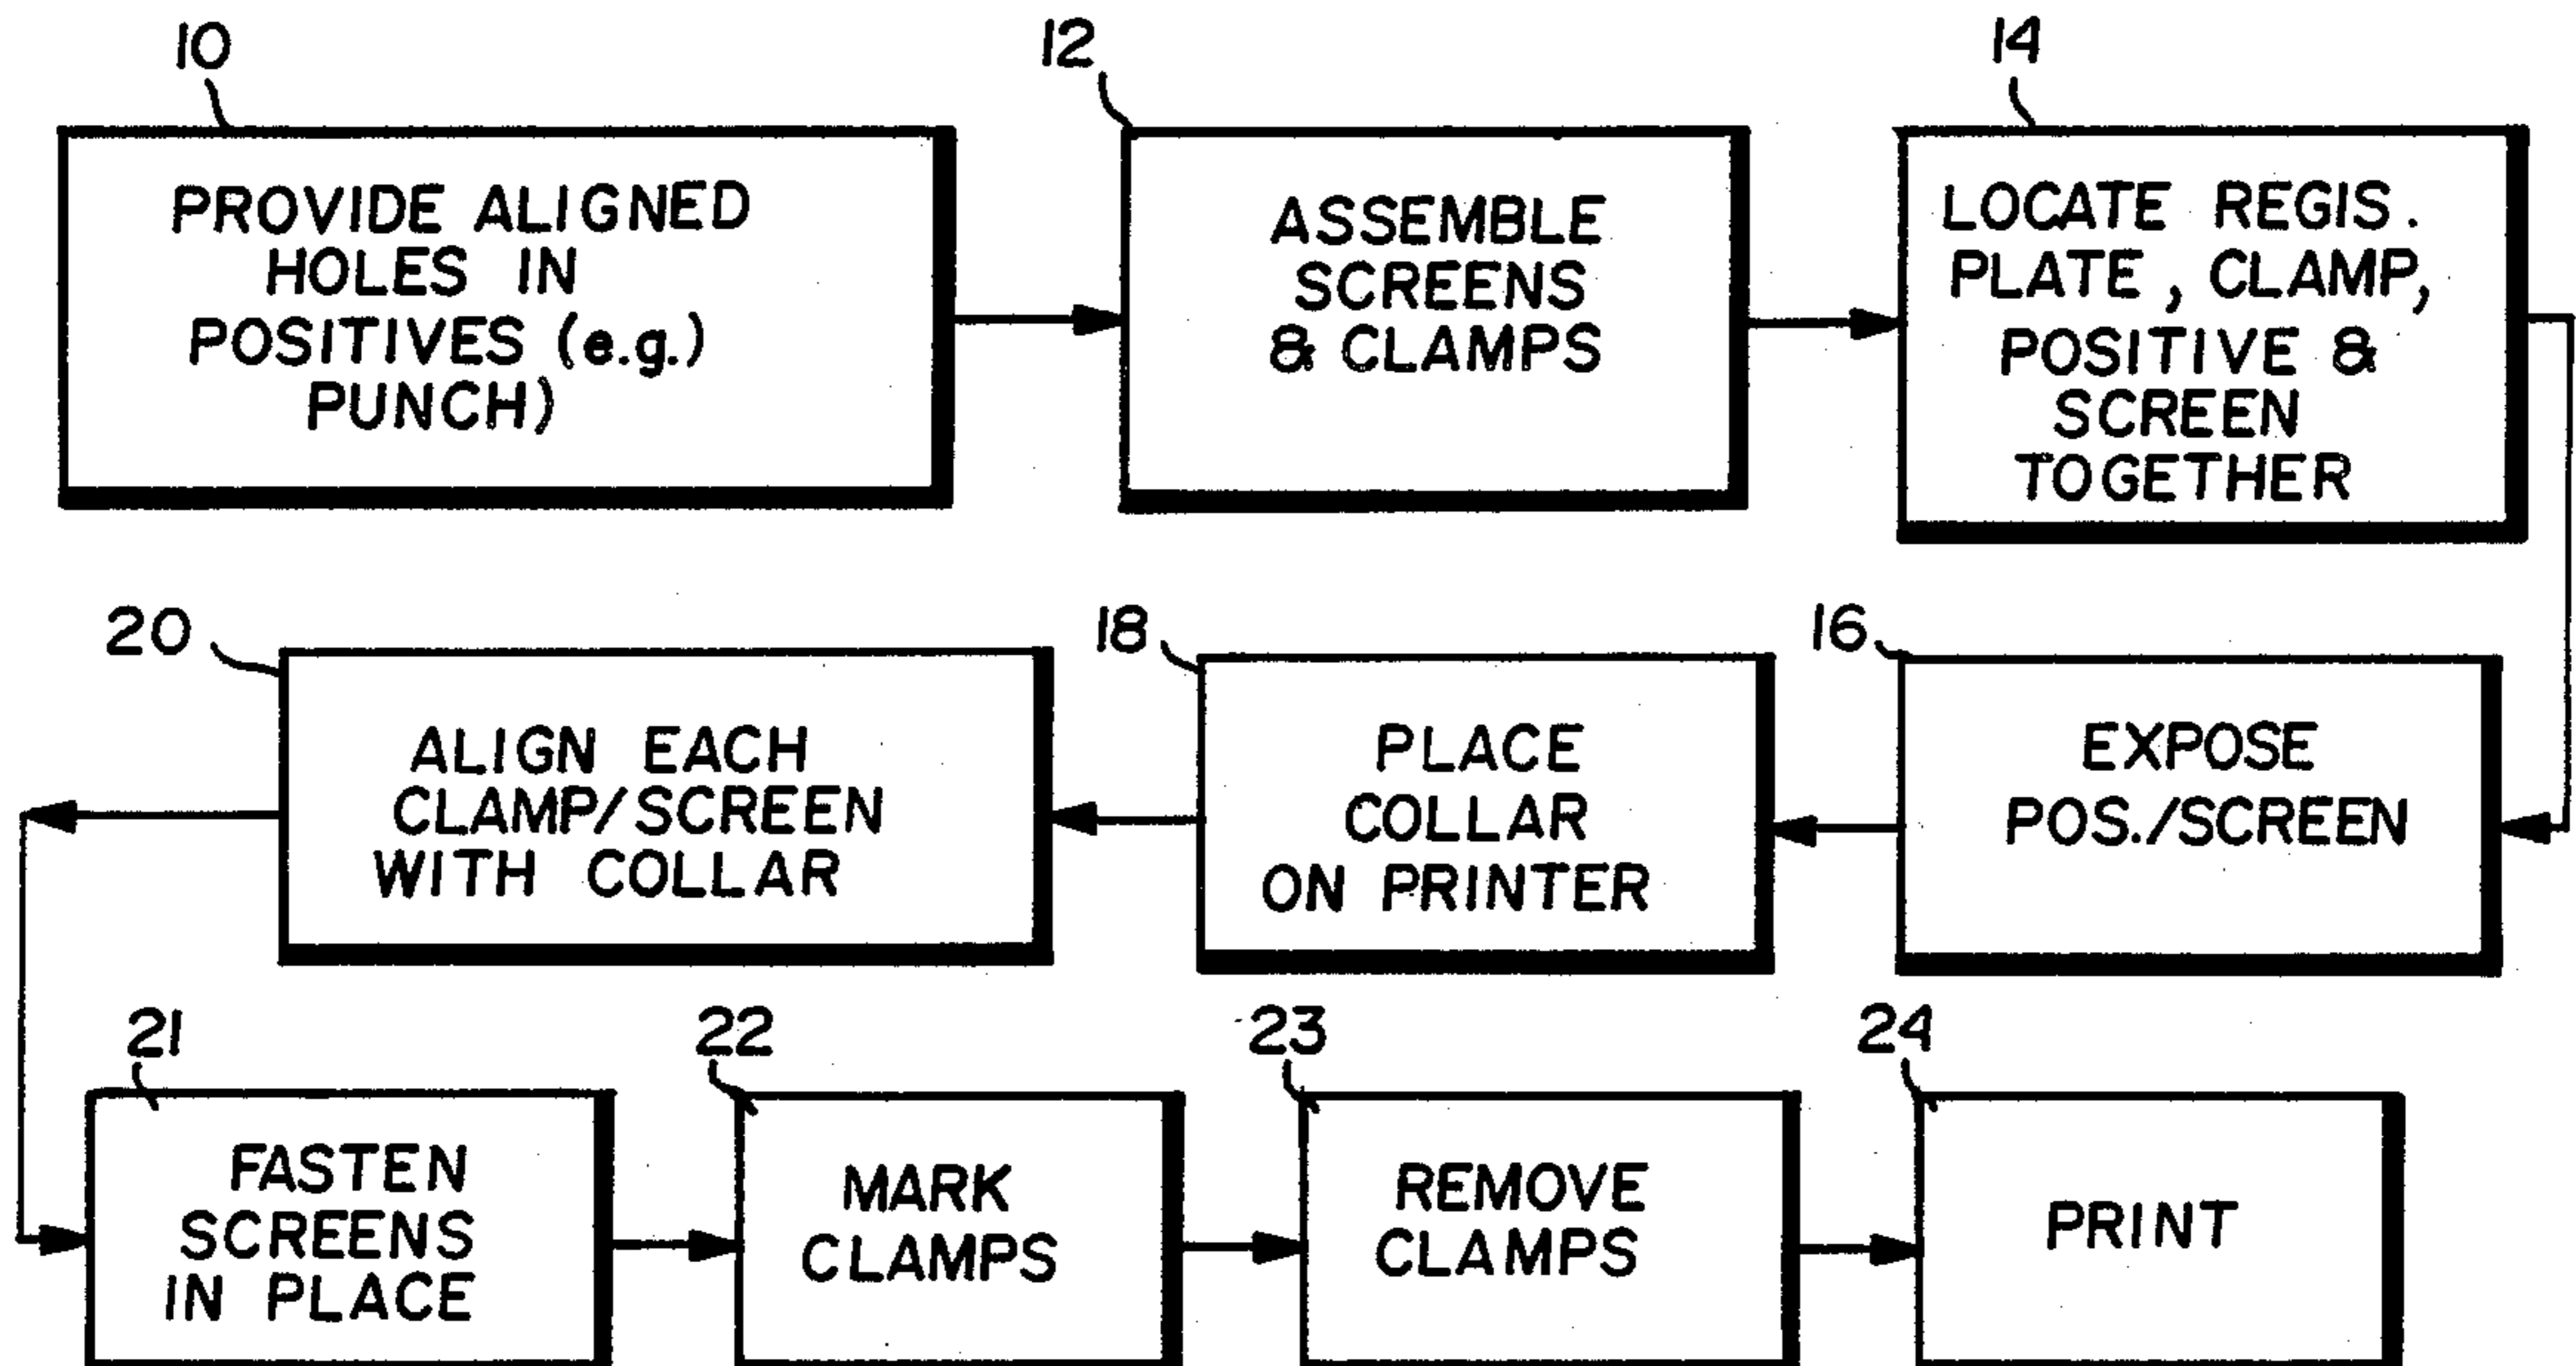 10
PROVIDE ALIGNED
HOLES IN
POSITIVES (e.g.)
PUNCH)
12
ASSEMBLE
SCREENS
& CLAMPS
14
LOCATE REGIS.
PLATE, CLAMP,
POSITIVE &
SCREEN
TOGETHER
16
EXPOSE
POS./SCREEN
18
PLACE
COLLAR
ON PRINTER
20
ALIGN EACH
CLAMP/SCREEN
WITH COLLAR
21
FASTEN
SCREENS
IN PLACE
22
MARK
CLAMPS
23
REMOVE
CLAMPS
24
PRINT